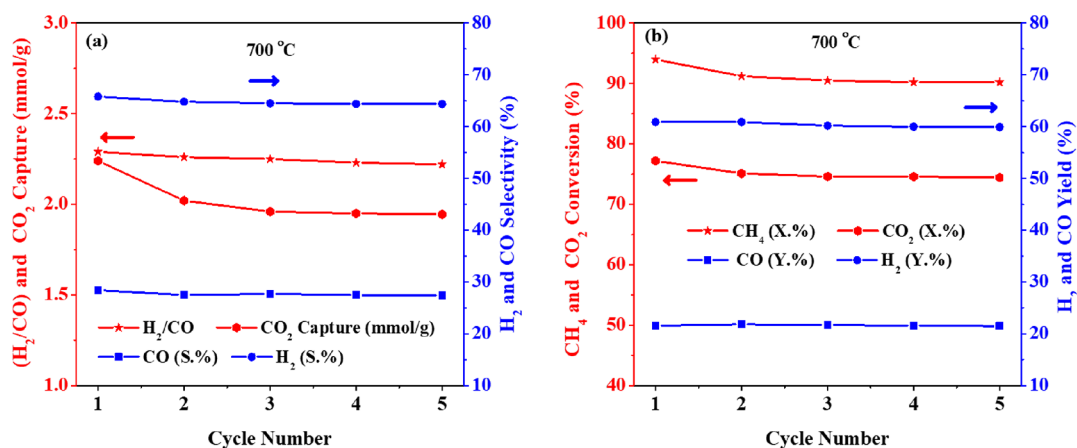 (a)
700 °C
(H₂/CO) and CO₂ Capture (mmol/g)
3.0
2.5
2.0
1.5
1.0
H₂ and CO Selectivity (%)
80
70
60
50
40
30
20
10
H₂/CO
CO₂ Capture (mmol/g)
CO (S.%)
H₂ (S.%)
1 2 3 4 5
Cycle Number
(b)
700 °C
CH₄ and CO₂ Conversion (%)
100
90
80
70
60
50
40
H₂ and CO Yield (%)
80
70
60
50
40
30
20
10
CH₄ (X.%)
CO₂ (X.%)
CO (Y.%)
H₂ (Y.%)
1 2 3 4 5
Cycle Number